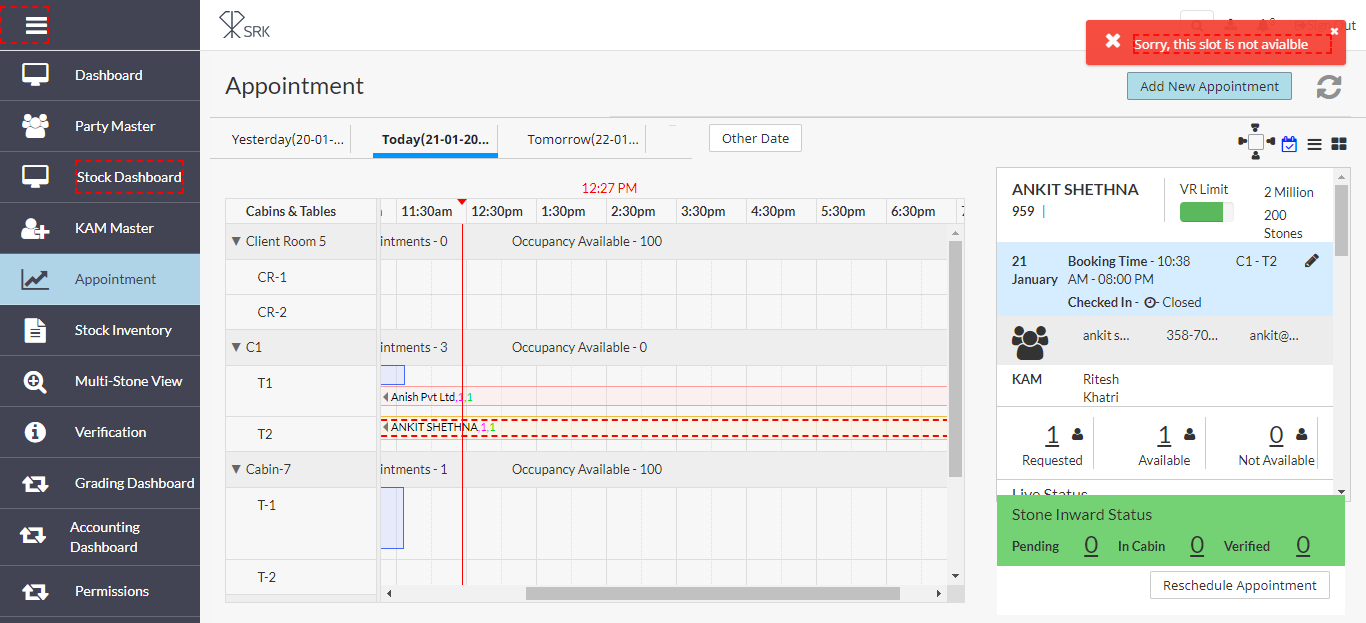 SRK
Sorry, this slot is not avialble
Dashboard
Party Master
Stock Dashboard
KAM Master
Appointment
Stock Inventory
Multi-Stone View
Verification
Grading Dashboard
Accounting
Dashboard
Permissions
Appointment
Add New Appointment
Yesterday(20-01-...
Today(21-01-20...
Tomorrow(22-01...
Other Date
12:27 PM
Cabins & Tables
11:30am
12:30pm
1:30pm
2:30pm
3:30pm
4:30pm
5:30pm
6:30pm
Client Room 5
intments - 0
Occupancy Available - 100
CR-1
CR-2
C1
intments - 3
Occupancy Available - 0
T1
Anish Pvt Ltd,1,1
T2
ANKIT SHETHNA,1,1
Cabin-7
intments - 1
Occupancy Available - 100
T-1
T-2
ANKIT SHETHNA
959 |
VR Limit
2 Million
200
Stones
21
January
Booking Time - 10:38
AM - 08:00 PM
C1 - T2
Checked In - - Closed
ankit s...
358-70...
ankit@...
KAM
Ritesh
Khatri
1
Requested
1
Available
0
Not Available
Live Status
Stone Inward Status
Pending 0 In Cabin 0 Verified 0
Reschedule Appointment